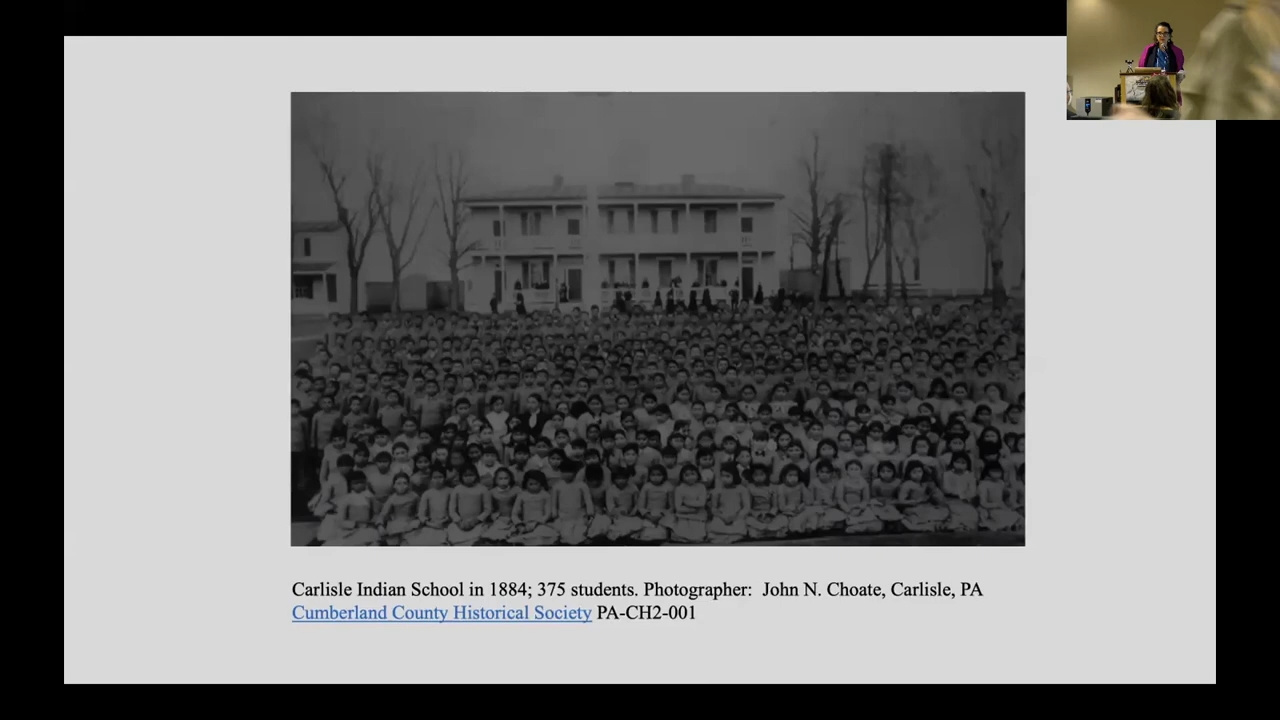 Carlisle Indian School in 1884; 375 students. Photographer:  John N. Choate, Carlisle, PA
Cumberland County Historical Society PA-CH2-001